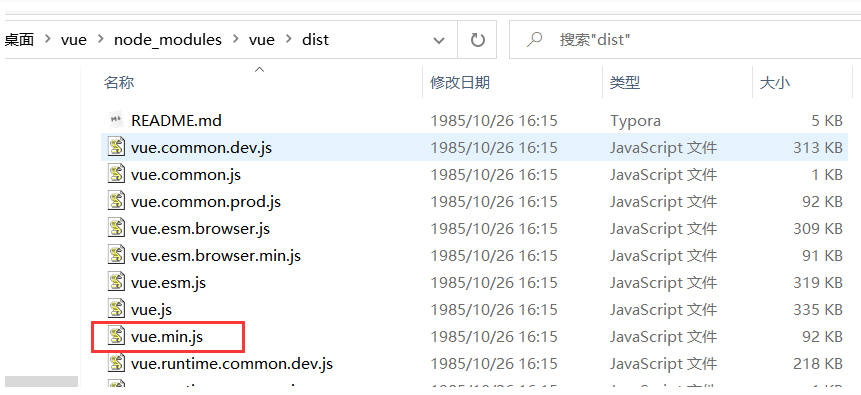 桌面 > vue > node_modules > vue > dist 搜索"dist"
名称 修改日期 类型 大小
README.md 1985/10/26 16:15 Typora 5 KB
vue.common.dev.js 1985/10/26 16:15 JavaScript 文件 313 KB
vue.common.js 1985/10/26 16:15 JavaScript 文件 1 KB
vue.common.prod.js 1985/10/26 16:15 JavaScript 文件 92 KB
vue.esm.browser.js 1985/10/26 16:15 JavaScript 文件 309 KB
vue.esm.browser.min.js 1985/10/26 16:15 JavaScript 文件 91 KB
vue.esm.js 1985/10/26 16:15 JavaScript 文件 319 KB
vue.js 1985/10/26 16:15 JavaScript 文件 335 KB
vue.min.js 1985/10/26 16:15 JavaScript 文件 92 KB
vue.runtime.common.dev.js 1985/10/26 16:15 JavaScript 文件 218 KB